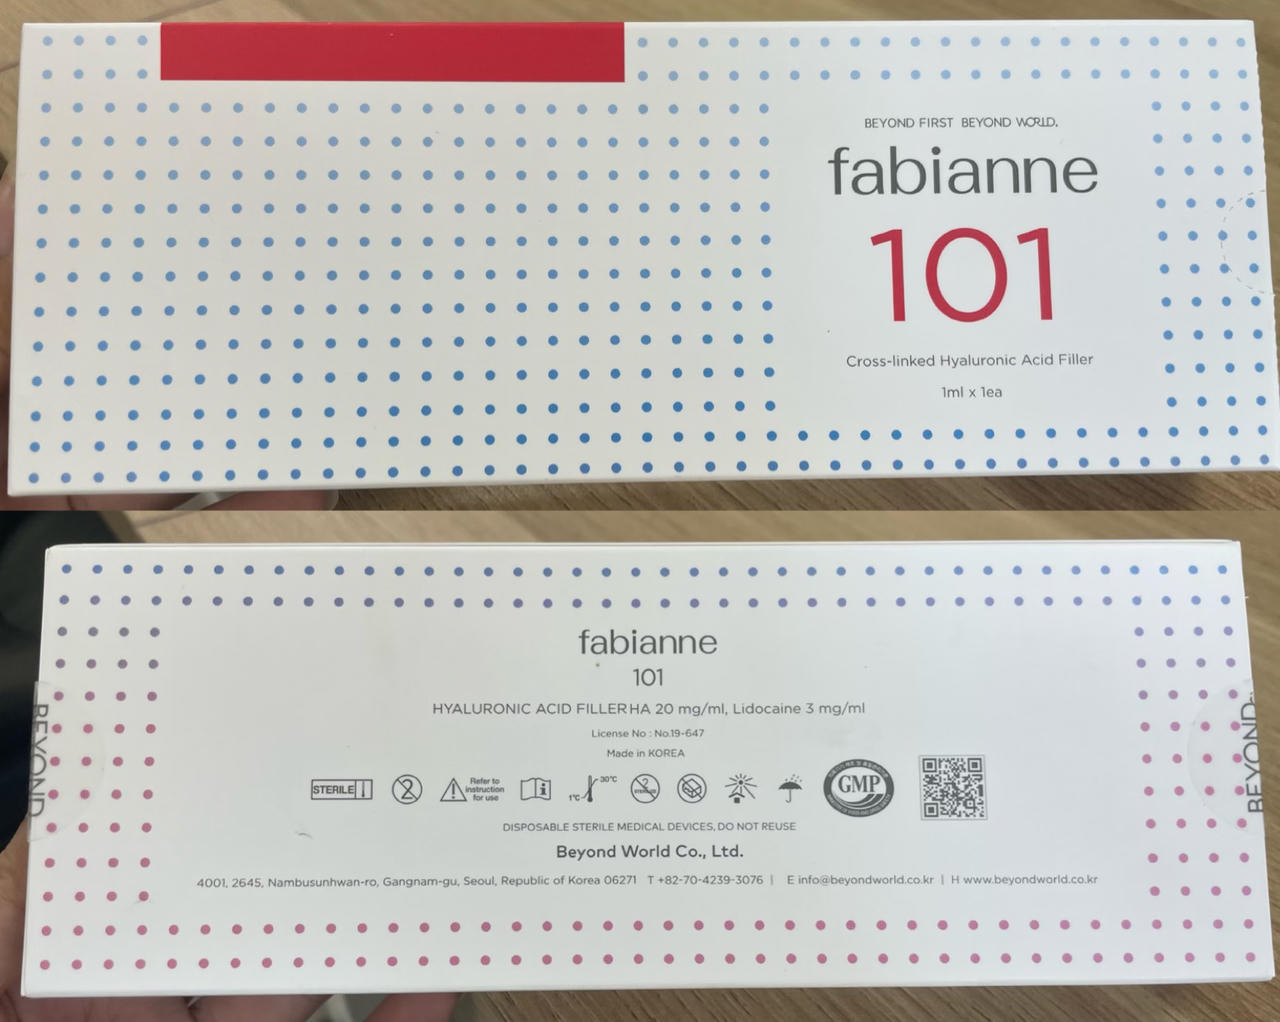 BEYOND FIRST BEYOND WORLD.
fabianne
101
Cross-linked Hyaluronic Acid Filler
1ml x 1ea
fabianne
101
HYALURONIC ACID FILLER HA 20 mg/ml, Lidocaine 3 mg/ml
License No : No.19-647
Made in KOREA
STERILE
2
Refer to
instruction
for use
i
1°C
30°C
2
GMP
DISPOSABLE STERILE MEDICAL DEVICES, DO NOT REUSE
Beyond World Co., Ltd.
4001, 2645, Nambusunhwan-ro, Gangnam-gu, Seoul, Republic of Korea 06271 T +82-70-4239-3076 | E info@beyondworld.co.kr | H www.beyondworld.co.kr
BEYOND
BEYOND